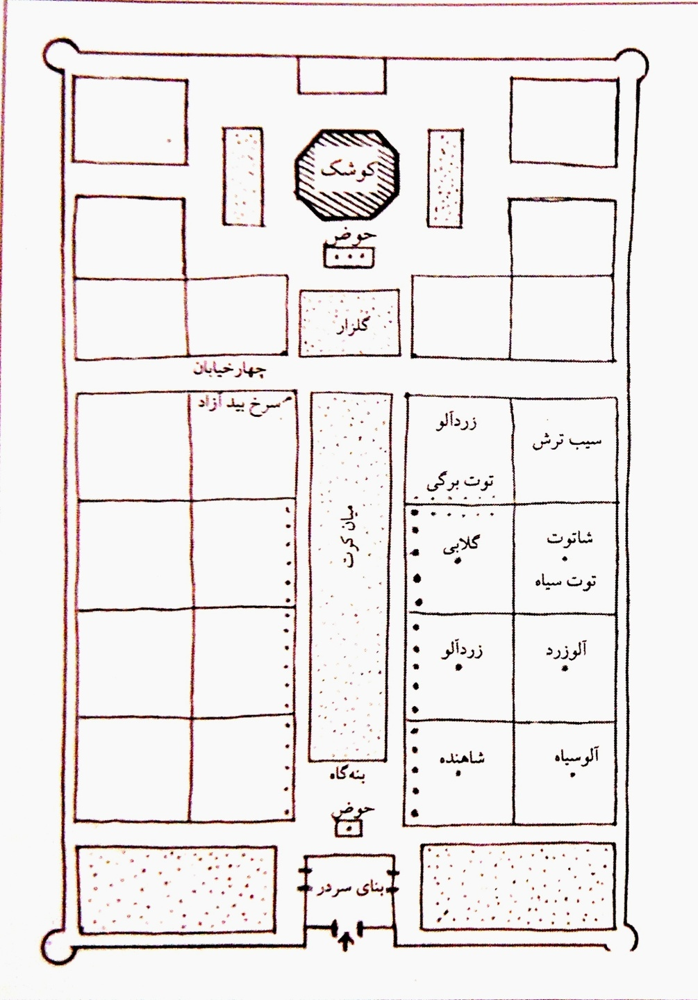 کوشک
حوض
گلزار
چهارخیابان
سرخ بید آزاد
زردآلو
سیب ترش
توت برگی
میان کرت
گلابی
شاتوت
توت سیاه
زردآلو
آلوزرد
شاهنده
آلوسیاه
بنه‌گاه
حوض
بنای سردر